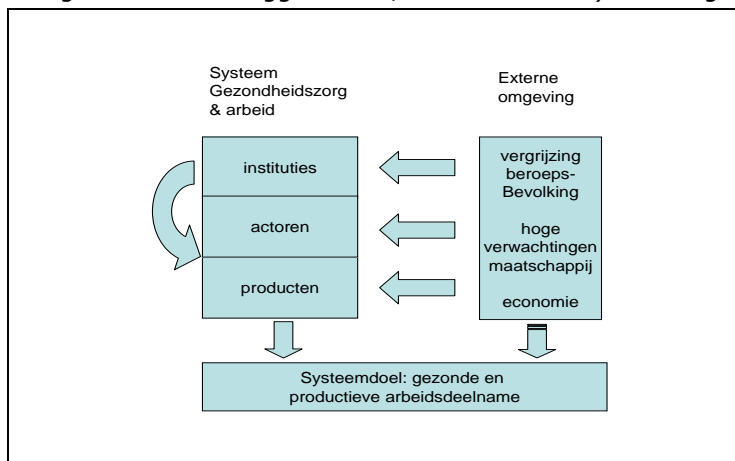 Systeem
Gezondheidszorg
& arbeid
Externe
omgeving
instituties
actoren
producten
vergrijzing
beroeps-
Bevolking
hoge
verwachtingen
maatschappij
economie
Systeemdoel: gezonde en
productieve arbeidsdeelname